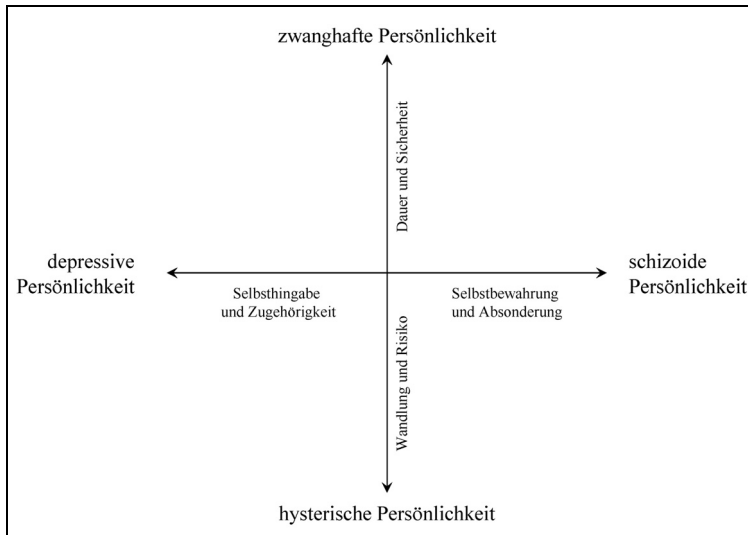 zwanghafte Persönlichkeit
Dauer und Sicherheit
depressive
Persönlichkeit
schizoide
Persönlichkeit
Selbsthingabe
und Zugehörigkeit
Selbstbewahrung
und Absonderung
Wandlung und Risiko
hysterische Persönlichkeit